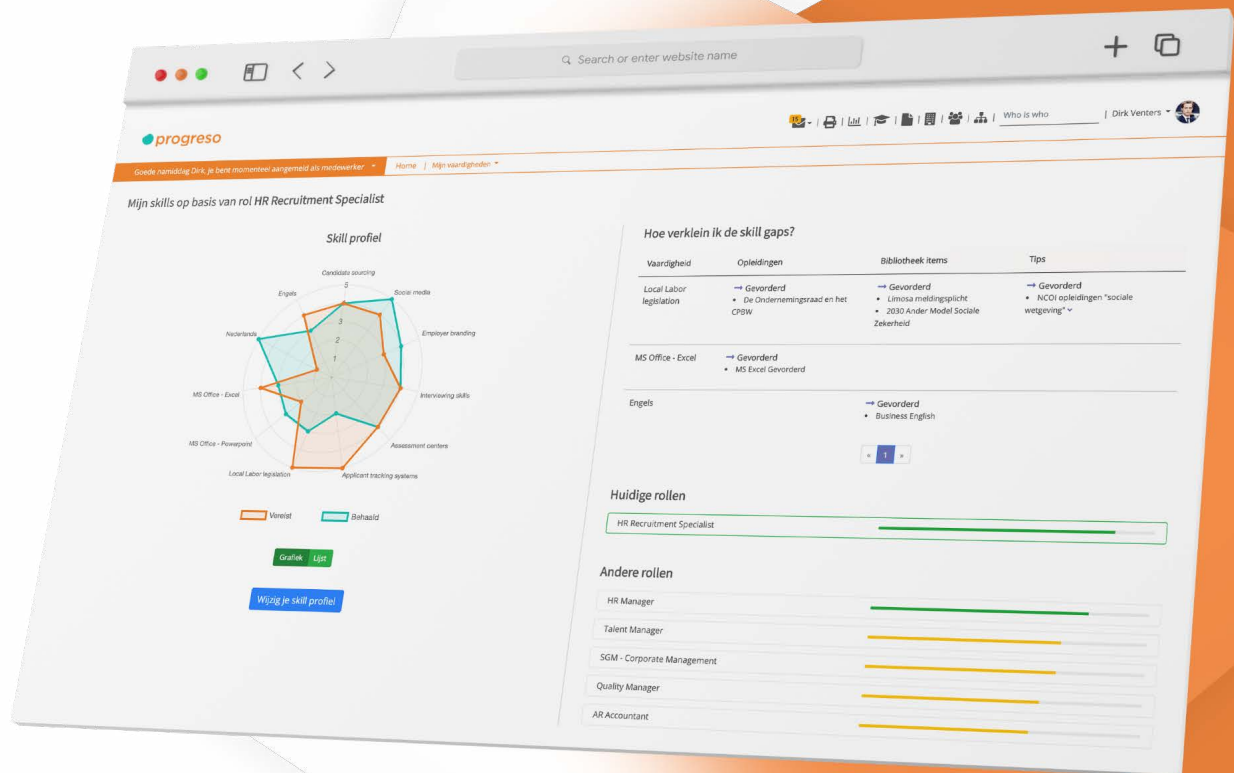 Search or enter website name
progreso
15
Who is who
Dirk Venters
Goede namiddag Dirk, je bent momenteel aangemeld als medewerker
Home | Mijn vaardigheden
Mijn skills op basis van rol HR Recruitment Specialist
Skill profiel
Candidate sourcing
Social media
Employer branding
Interviewing skills
Assessment centers
Applicant tracking systems
Local Labor legislation
MS Office - Powerpoint
MS Office - Excel
Nederlands
Engels
5
3
2
1
Vereist
Behaald
Grafiek Lijst
Wijzig je skill profiel
Hoe verklein ik de skill gaps?
Vaardigheid Opleidingen Bibliotheek items Tips
Local Labor legislation
→ Gevorderd
• De Ondernemingsraad en het
CPBW
→ Gevorderd
• Limosa meldingsplicht
• 2030 Ander Model Sociale
Zekerheid
→ Gevorderd
• NCOI opleidingen "sociale
wetgeving"
MS Office - Excel
→ Gevorderd
• MS Excel Gevorderd
Engels
→ Gevorderd
• Business English
« 1 »
Huidige rollen
HR Recruitment Specialist
Andere rollen
HR Manager
Talent Manager
SGM - Corporate Management
Quality Manager
AR Accountant